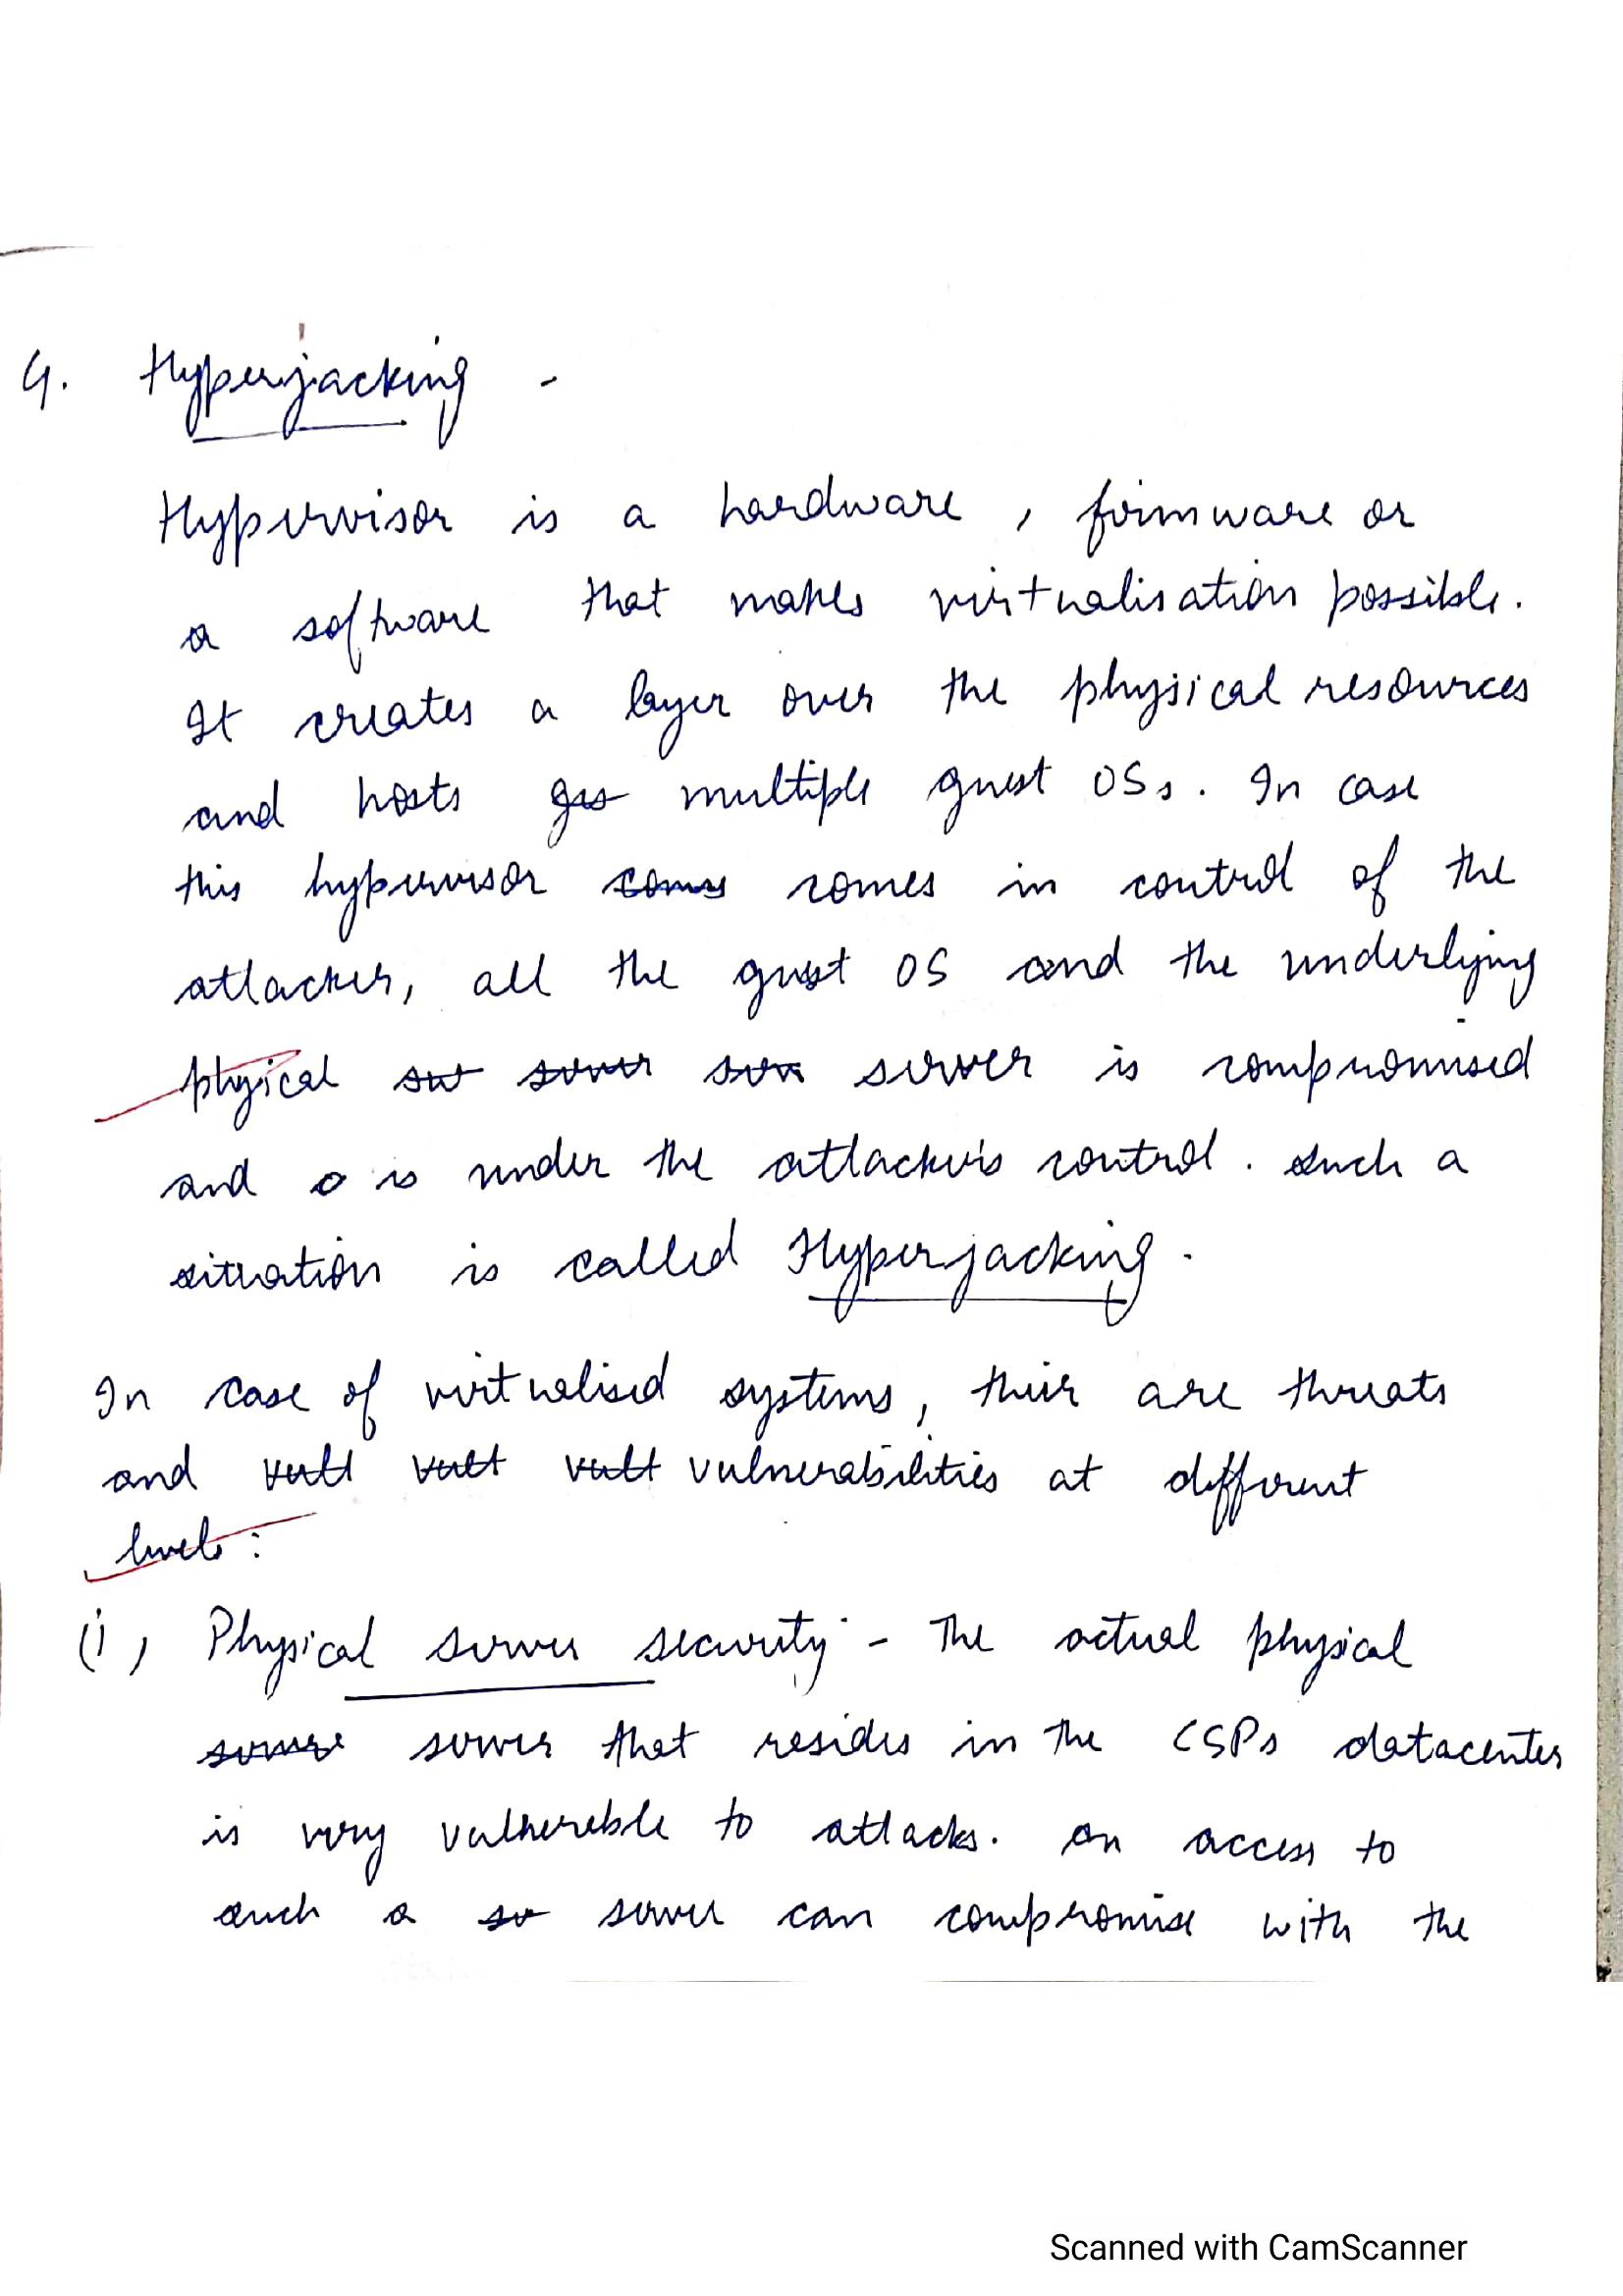 4. Hyperjacking -
Hypervisor is a hardware, firmware or
a software that makes virtualisation possible.
It creates a layer over the physical resources
and hosts multiple guest OSs. In case
this hypervisor comes in control of the
attacker, all the guest OS and the underlying
phyical server is compromised
and is under the attacker's control. Such a
situation is called Hyperjacking.
In case of virtualised systems, their are threats
and vulnerabilities at different
levels:
(i) Physical server security - The actual physical
server that resides in the CSPs datacenter
is very vulnereble to attacks. An access to
such a server can compromise with the
Scanned with CamScanner